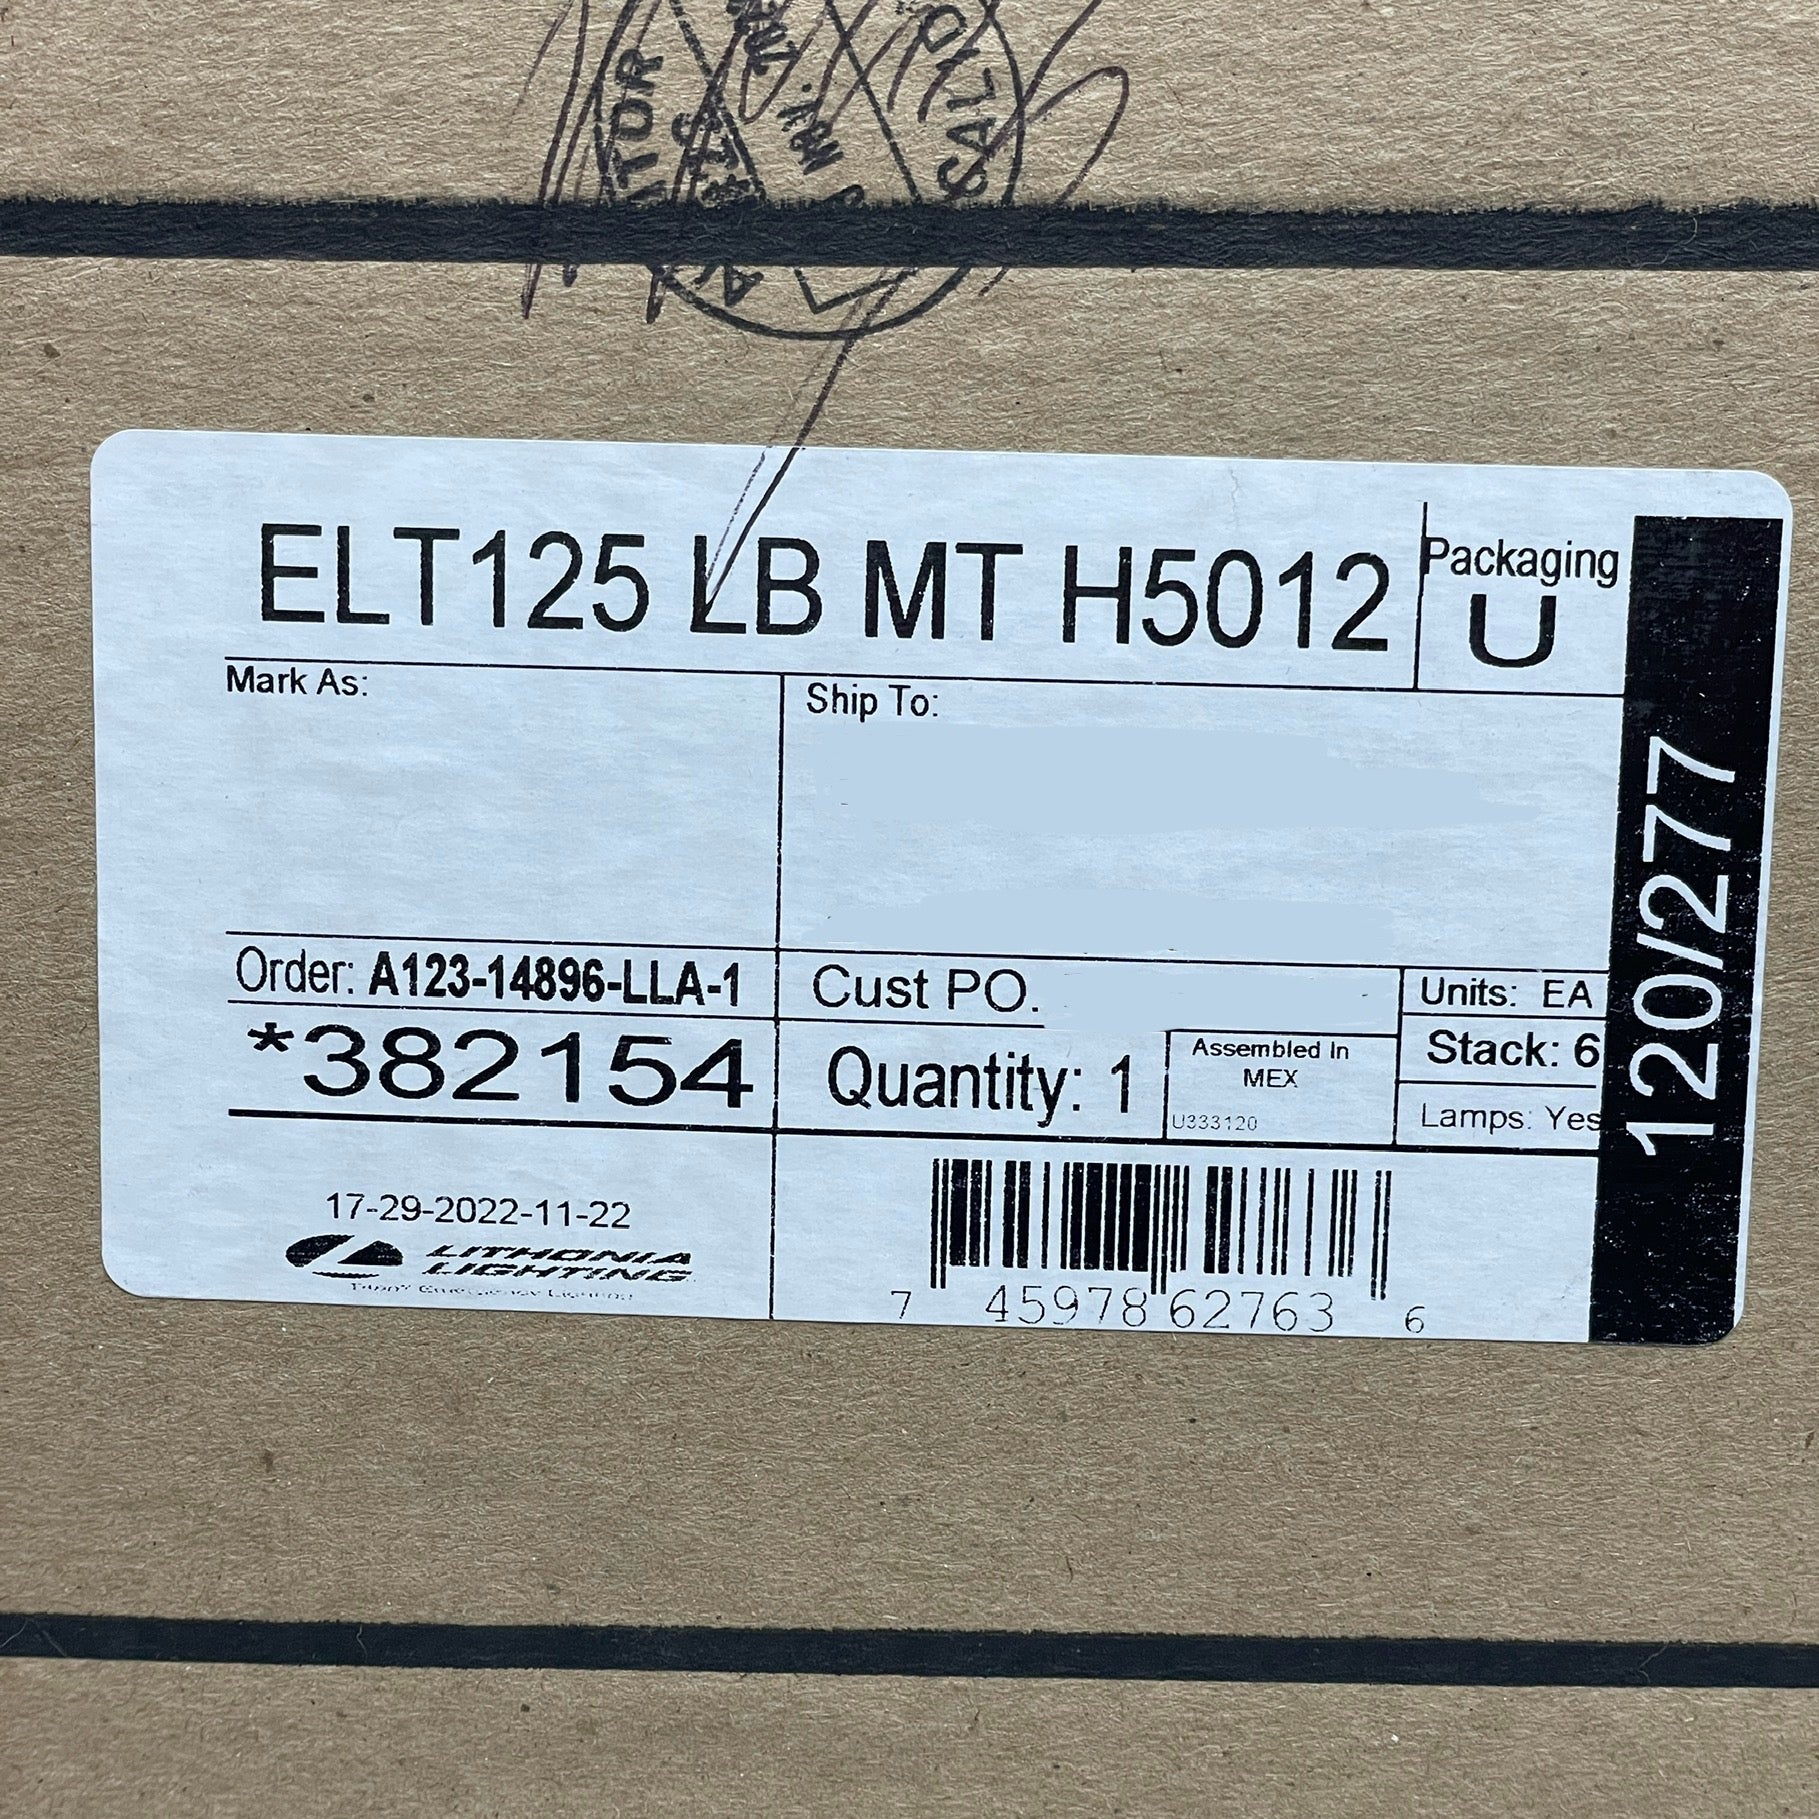 ITOR
CALID
ELT125 LB MT H5012
Packaging
U
Mark As:
Ship To:
120/277
Order: A123-14896-LLA-1
Cust PO.
Units: EA
*382154
Quantity: 1
Assembled In
MEX
U333120
Stack: 6
Lamps: Yes
17-29-2022-11-22
LITHONIA
LIGHTING
7 45978 62763 6